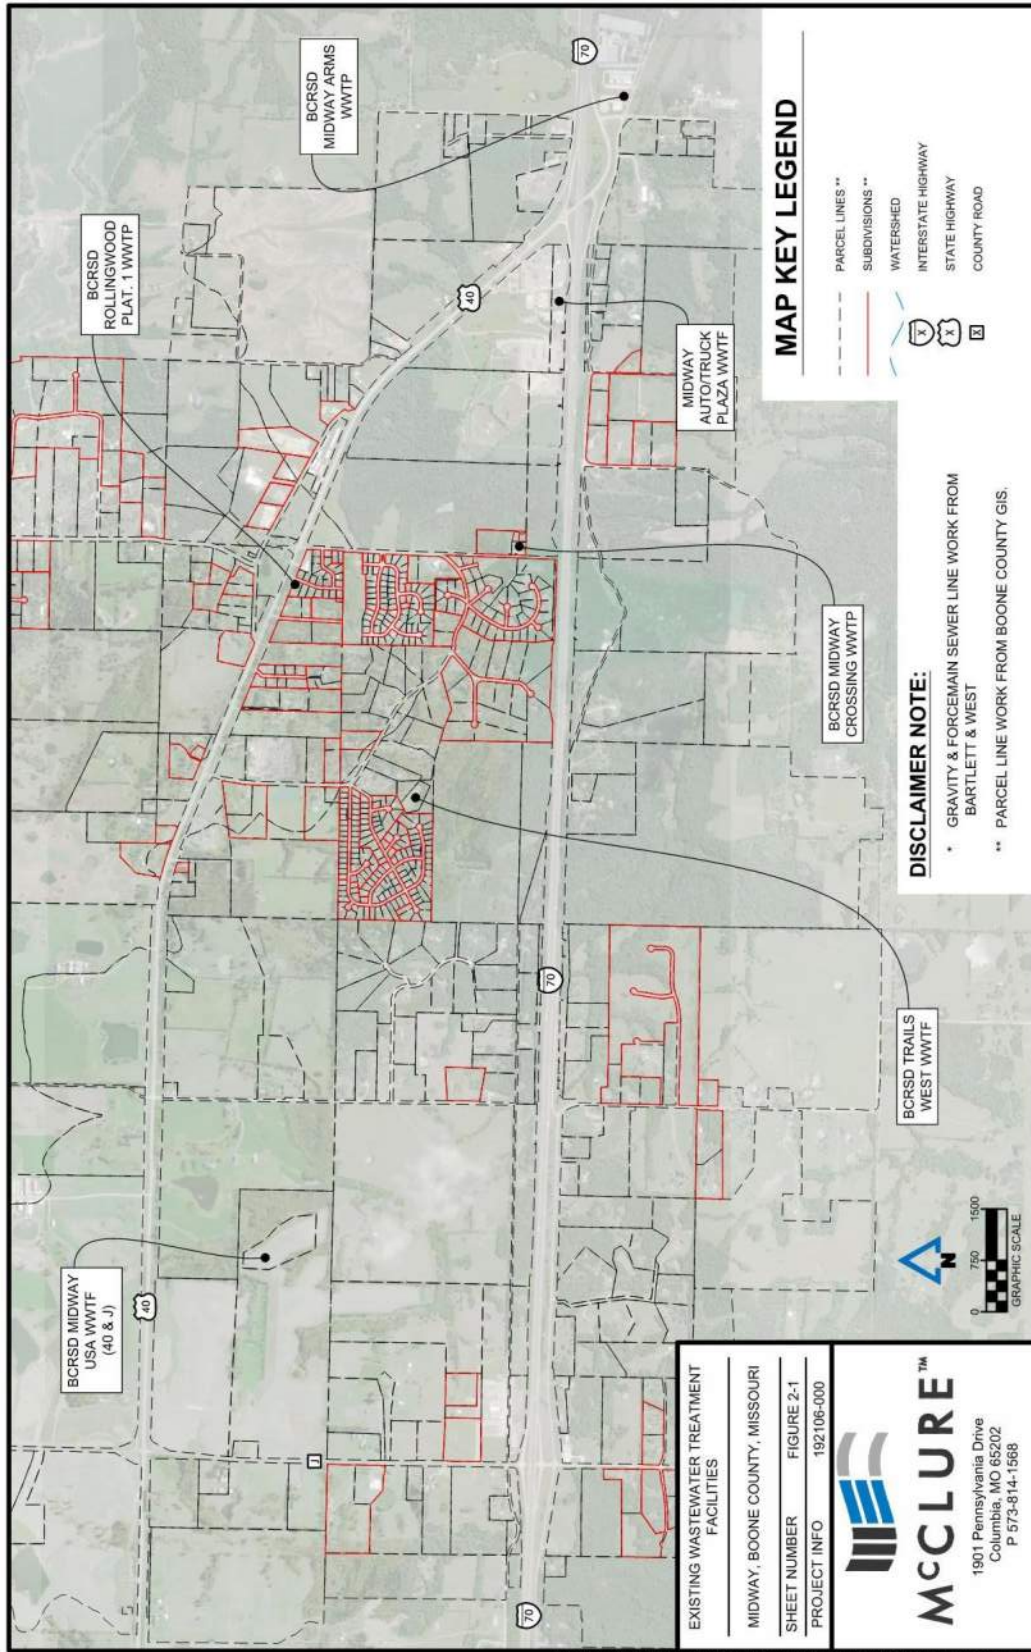 BCRSD MIDWAY
USA WWTF
(40 & J)
BCRSD
ROLLINGWOOD
PLAT. 1 WWTP
BCRSD
MIDWAY ARMS
WWTP
40
40
J
70
70
70
MIDWAY
AUTO/TRUCK
PLAZA WWTF
BCRSD MIDWAY
CROSSING WWTP
BCRSD TRAILS
WEST WWTF
MAP KEY LEGEND
PARCEL LINES **
SUBDIVISIONS **
WATERSHED
X
INTERSTATE HIGHWAY
X
STATE HIGHWAY
X
COUNTY ROAD
DISCLAIMER NOTE:
* GRAVITY & FORCEMAIN SEWER LINE WORK FROM
BARTLETT & WEST
** PARCEL LINE WORK FROM BOONE COUNTY GIS.
N
0 750 1500
GRAPHIC SCALE
EXISTING WASTEWATER TREATMENT
FACILITIES
MIDWAY, BOONE COUNTY, MISSOURI
SHEET NUMBER FIGURE 2-1
PROJECT INFO 192106-000
McCLURE™
1901 Pennsylvania Drive
Columbia, MO 65202
P 573-814-1568